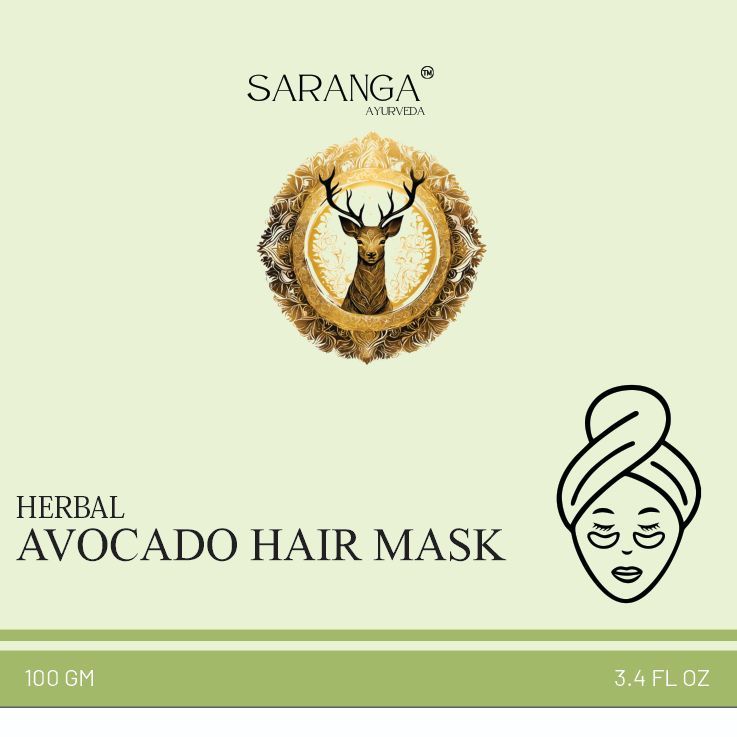 SARANGA™
AYURVEDA
HERBAL
AVOCADO HAIR MASK
100 GM
3.4 FL OZ